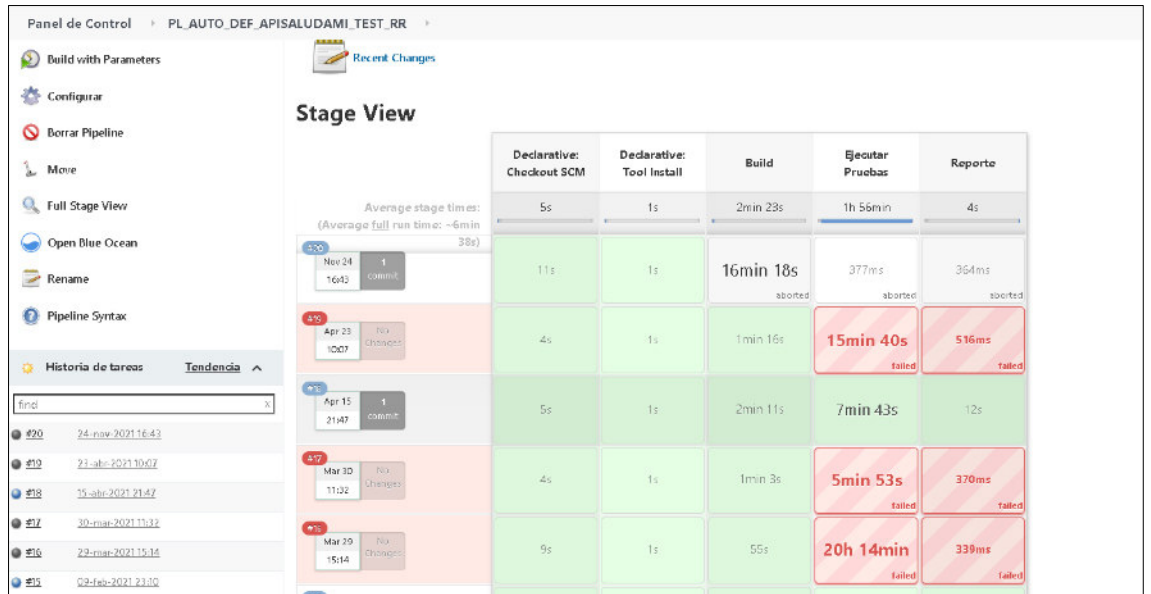 Panel de Control PL_AUTO_DEF_APISALUDAMI_TEST_RR
Build with Parameters
Configurar
Borrar Pipeline
Move
Full Stage View
Open Blue Ocean
Rename
Pipeline Syntax
Historia de tareas Tendencia
find x
#20 24-nov-2021 16:43
#19 23-abr-2021 10:07
#18 15-abr-2021 21:47
#17 30-mar-2021 11:32
#16 29-mar-2021 15:14
#15 09-feb-2021 23:10
Recent Changes
Stage View
Declarative: Declarative: Build Ejecutar Reporte
Checkout SCM Tool Install Pruebas
Average stage times: 5s 1s 2min 23s 1h 56min 4s
(Average full run time: ~6min
38s)
#20
Nov 24 1
16:43 commit
11s 1s 16min 18s 377ms 364ms
aborted aborted aborted
#19
Apr 23 No
10:07 Changes
4s 1s 1min 16s 15min 40s 516ms
failed failed
#18
Apr 15 1
21:47 commit
5s 1s 2min 11s 7min 43s 12s
#17
Mar 30 No
11:32 Changes
4s 1s 1min 3s 5min 53s 370ms
failed failed
#16
Mar 29 No
15:14 Changes
9s 1s 55s 20h 14min 339ms
failed failed